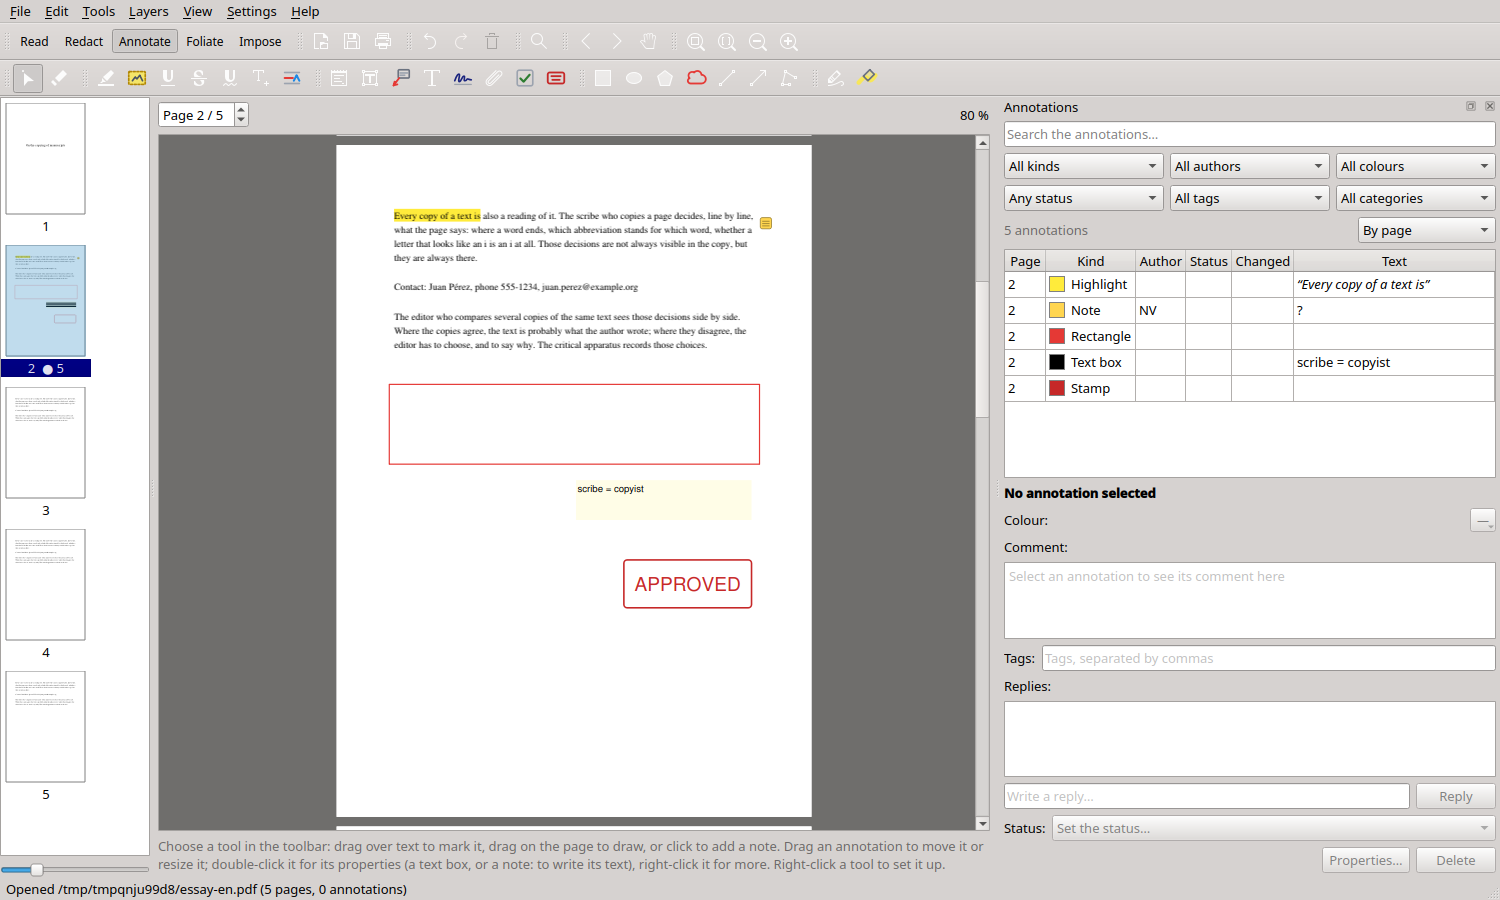 File Edit Tools Layers View Settings Help
Read Redact Annotate Foliate Impose
Page 2 / 5
80 %
1
2 5
3
4
5
Every copy of a text is also a reading of it. The scribe who copies a page decides, line by line,
what the page says: where a word ends, which abbreviation stands for which word, whether a
letter that looks like an i is an i at all. Those decisions are not always visible in the copy, but
they are always there.
Contact: Juan Pérez, phone 555-1234, juan.perez@example.org
The editor who compares several copies of the same text sees those decisions side by side.
Where the copies agree, the text is probably what the author wrote; where they disagree, the
editor has to choose, and to say why. The critical apparatus records those choices.
scribe = copyist
APPROVED
Choose a tool in the toolbar: drag over text to mark it, drag on the page to draw, or click to add a note. Drag an annotation to move it or
resize it; double-click it for its properties (a text box, or a note: to write its text), right-click it for more. Right-click a tool to set it up.
Annotations
Search the annotations...
All kinds All authors All colours
Any status All tags All categories
5 annotations By page
Page Kind Author Status Changed Text
2 Highlight “Every copy of a text is”
2 Note NV ?
2 Rectangle
2 Text box scribe = copyist
2 Stamp
No annotation selected
Colour: —
Comment:
Select an annotation to see its comment here
Tags: Tags, separated by commas
Replies:
Write a reply... Reply
Status: Set the status...
Properties... Delete
Opened /tmp/tmpqnju99d8/essay-en.pdf (5 pages, 0 annotations)